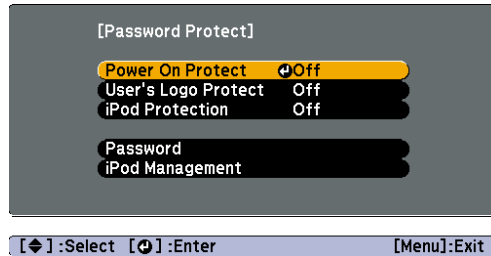 [Password Protect]
Power On Protect Off
User's Logo Protect Off
iPod Protection Off
Password
iPod Management
[ ] :Select [ ] :Enter [Menu]:Exit